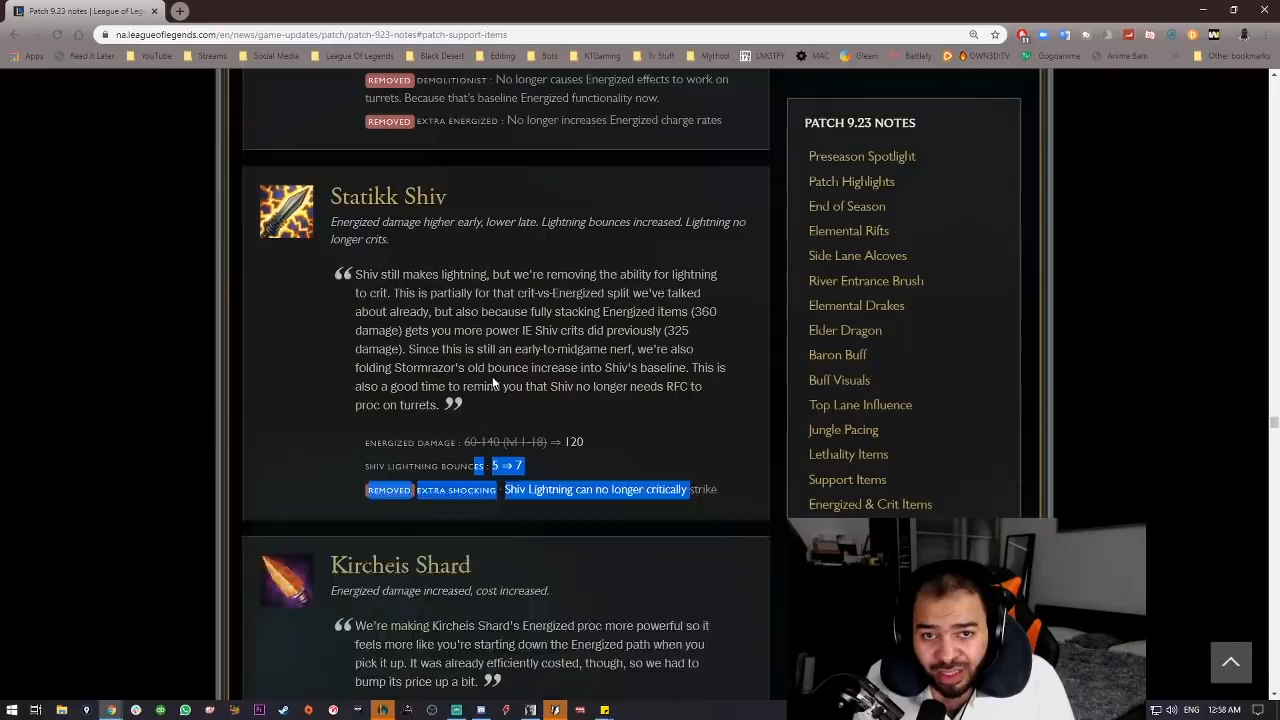 Patch 9.23 notes | League of Leg
na.leagueoflegends.com/en/news/game-updates/patch/patch-923-notes#patch-support-items
Apps
Read It Later
YouTube
Streams
Social Media
League Of Legends
Black Desert
Editing
Bots
KTGaming
Tv Stuff
Mythod
LMGTFY
MAC
Gleam
Battlefy
OWN3D.TV
Gogoanime
Anime Bam
Other bookmarks
REMOVED DEMOLITIONIST : No longer causes Energized effects to work on
turrets. Because that's baseline Energized functionality now.
REMOVED EXTRA ENERGIZED : No longer increases Energized charge rates
Statikk Shiv
Energized damage higher early, lower late. Lightning bounces increased. Lightning no
longer crits.
“ Shiv still makes lightning, but we're removing the ability for lightning
to crit. This is partially for that crit-vs-Energized split we've talked
about already, but also because fully stacking Energized items (360
damage) gets you more power IE Shiv crits did previously (325
damage). Since this is still an early-to-midgame nerf, we're also
folding Stormrazor's old bounce increase into Shiv's baseline. This is
also a good time to remind you that Shiv no longer needs RFC to
proc on turrets. ”
ENERGIZED DAMAGE : 60-140 (lvl 1-18) ⇒ 120
SHIV LIGHTNING BOUNCES : 5 ⇒ 7
REMOVED EXTRA SHOCKING : Shiv Lightning can no longer critically strike
Kircheis Shard
Energized damage increased, cost increased.
“ We're making Kircheis Shard's Energized proc more powerful so it
feels more like you're starting down the Energized path when you
pick it up. It was already efficiently costed, though, so we had to
bump its price up a bit. ”
PATCH 9.23 NOTES
Preseason Spotlight
Patch Highlights
End of Season
Elemental Rifts
Side Lane Alcoves
River Entrance Brush
Elemental Drakes
Elder Dragon
Baron Buff
Buff Visuals
Top Lane Influence
Jungle Pacing
Lethality Items
Support Items
Energized & Crit Items
12:58 AM